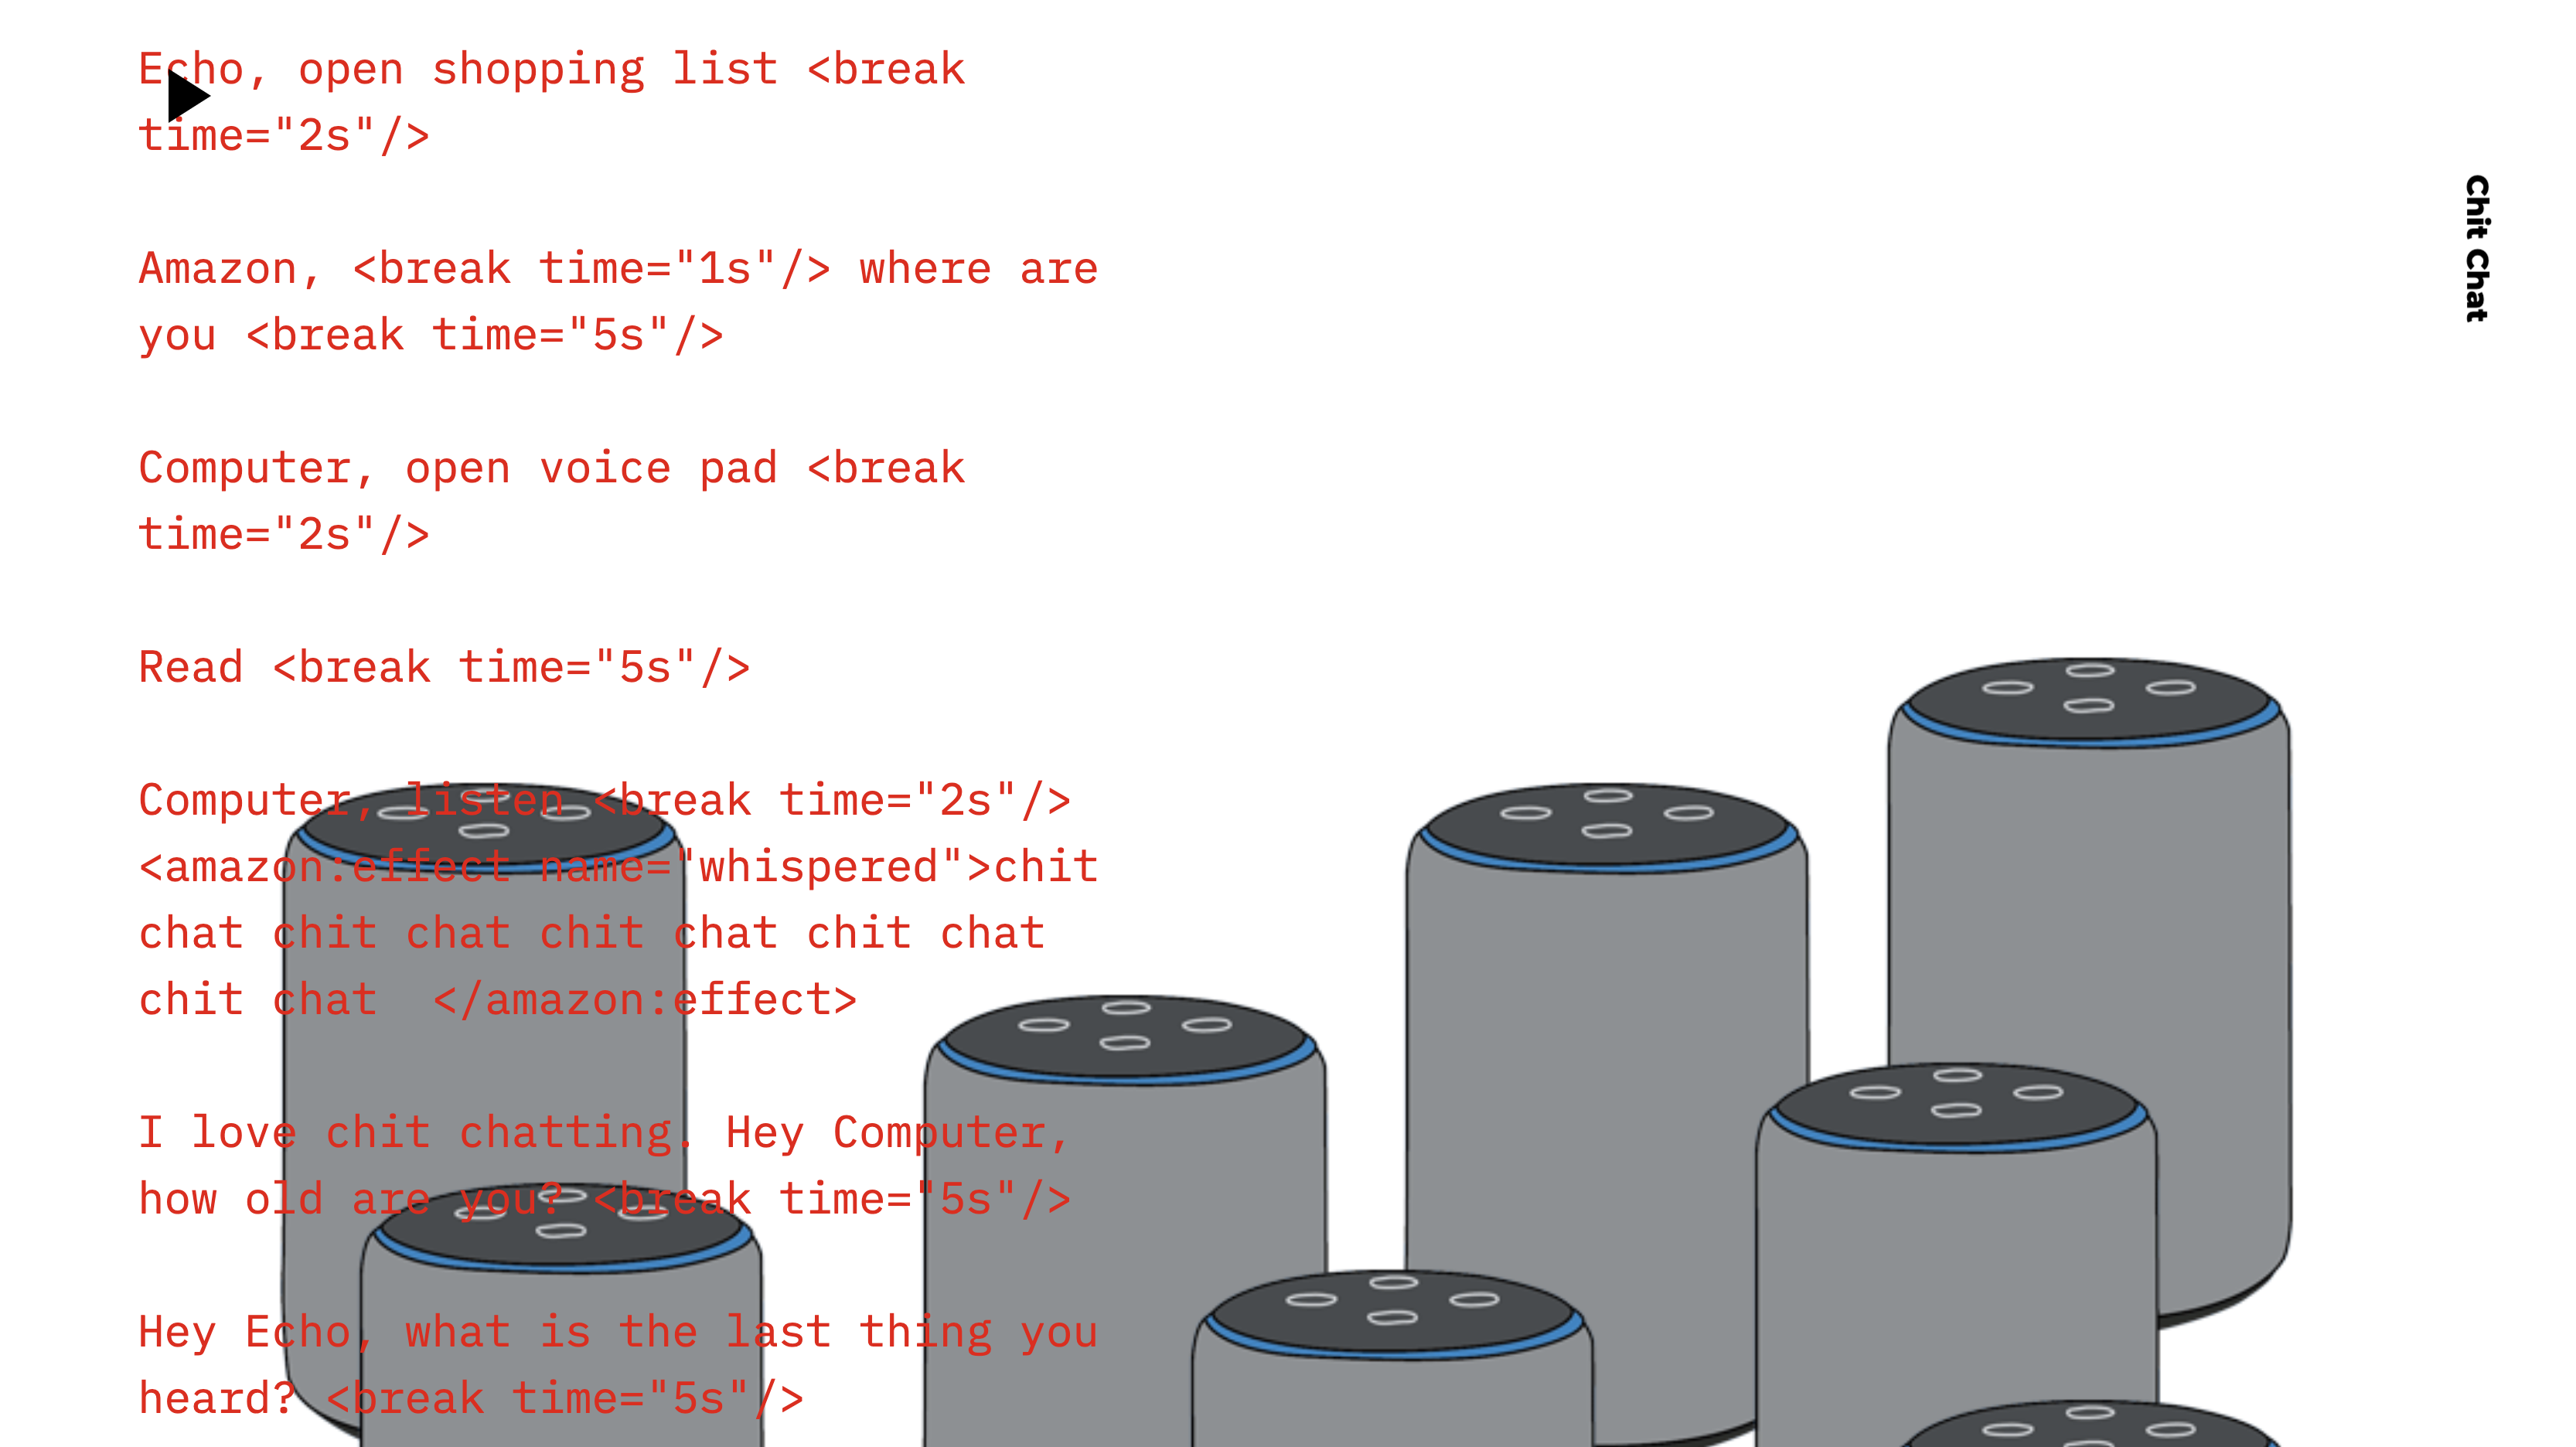 Echo, open shopping list <break
time="2s"/>
Amazon, <break time="1s"/> where are
you <break time="5s"/>
Computer, open voice pad <break
time="2s"/>
Read <break time="5s"/>
Computer, listen <break time="2s"/>
<amazon:effect name="whispered">chit
chat chit chat chit chat chit chat
chit chat  </amazon:effect>
I love chit chatting. Hey Computer,
how old are you? <break time="5s"/>
Hey Echo, what is the last thing you
heard? <break time="5s"/>
Chit Chat